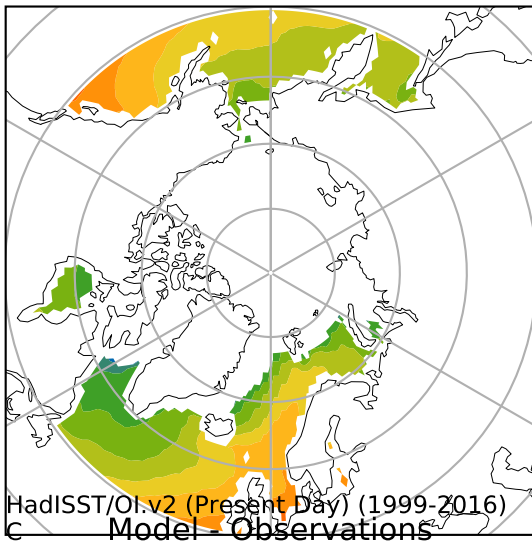 HadISST/OI.v2 (Present Day) (1999-2016)
C Model - Observations